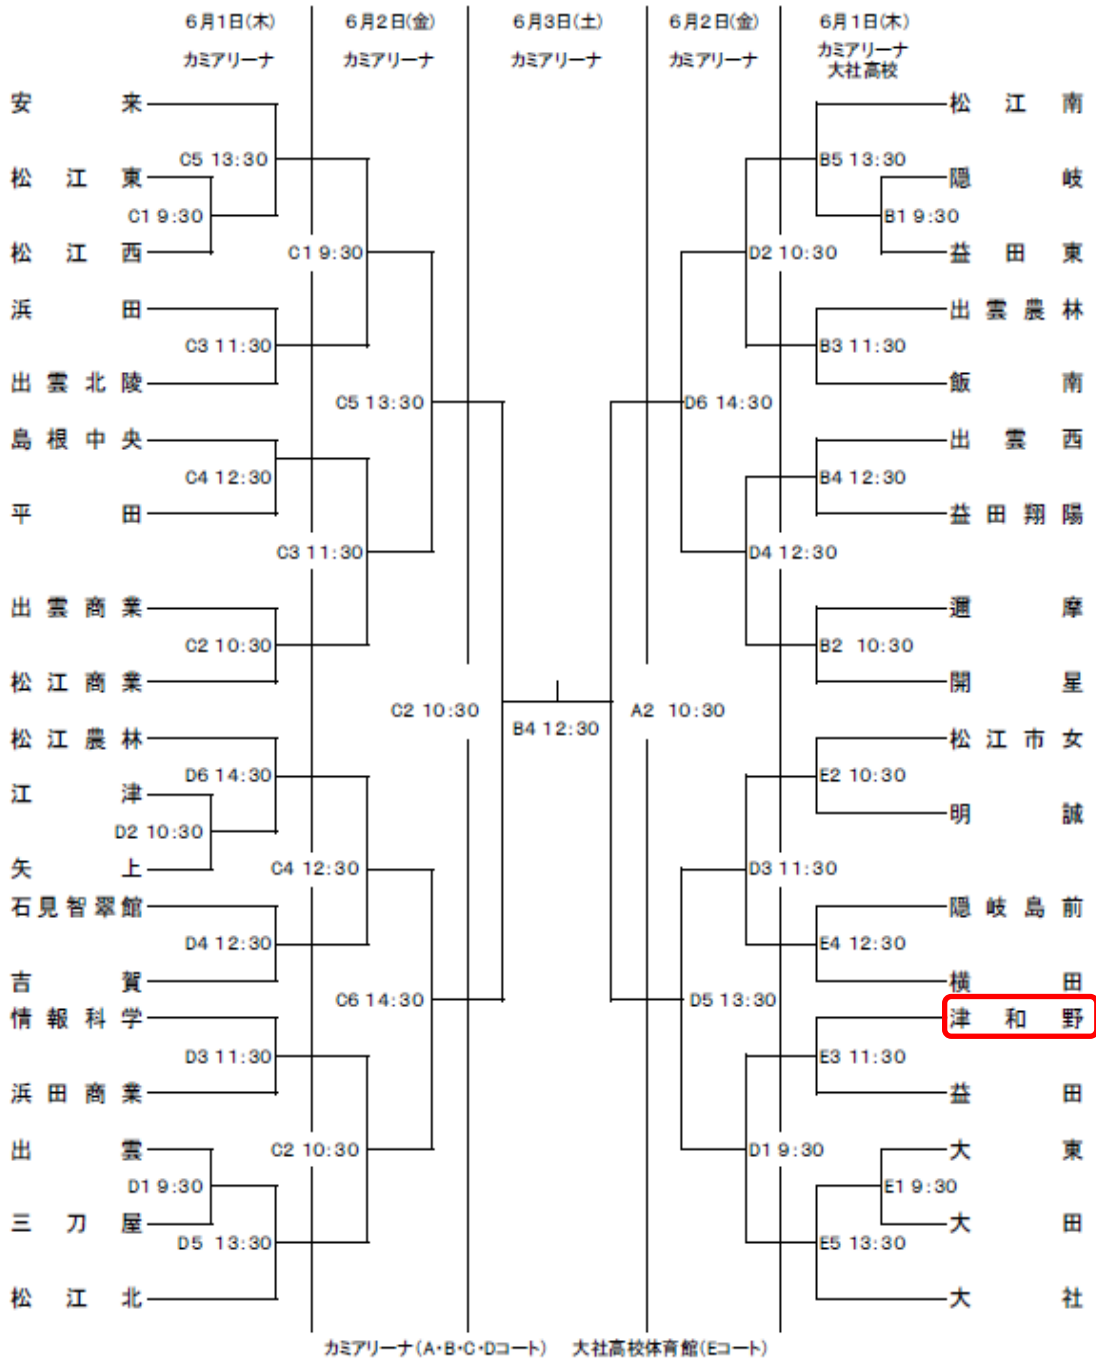 6月1日(木) 6月2日(金) 6月3日(土) 6月2日(金) 6月1日(木)
カミアリーナ カミアリーナ カミアリーナ カミアリーナ カミアリーナ
大社高校
安来 松江南
C5 13:30 B5 13:30
松江東 隠岐
C1 9:30 B1 9:30
松江西 C1 9:30 D2 10:30 益田東
浜田 出雲農林
C3 11:30 B3 11:30
出雲北陵 飯南
C5 13:30 D6 14:30
島根中央 出雲西
C4 12:30 B4 12:30
平田 益田翔陽
C3 11:30 D4 12:30
出雲商業 邇摩
C2 10:30 B2 10:30
松江商業 開星
C2 10:30 B4 12:30 A2 10:30
松江農林 松江市女
D6 14:30 E2 10:30
江津 明誠
D2 10:30
矢上 C4 12:30 D3 11:30
石見智翠館 隠岐島前
D4 12:30 E4 12:30
吉賀 横田
C6 14:30 D5 13:30
情報科学 津和野
D3 11:30 E3 11:30
浜田商業 益田
出雲 C2 10:30 D1 9:30 大東
D1 9:30 E1 9:30
三刀屋 大田
D5 13:30 E5 13:30
松江北 大社
カミアリーナ(A・B・C・Dコート) 大社高校体育館(Eコート)